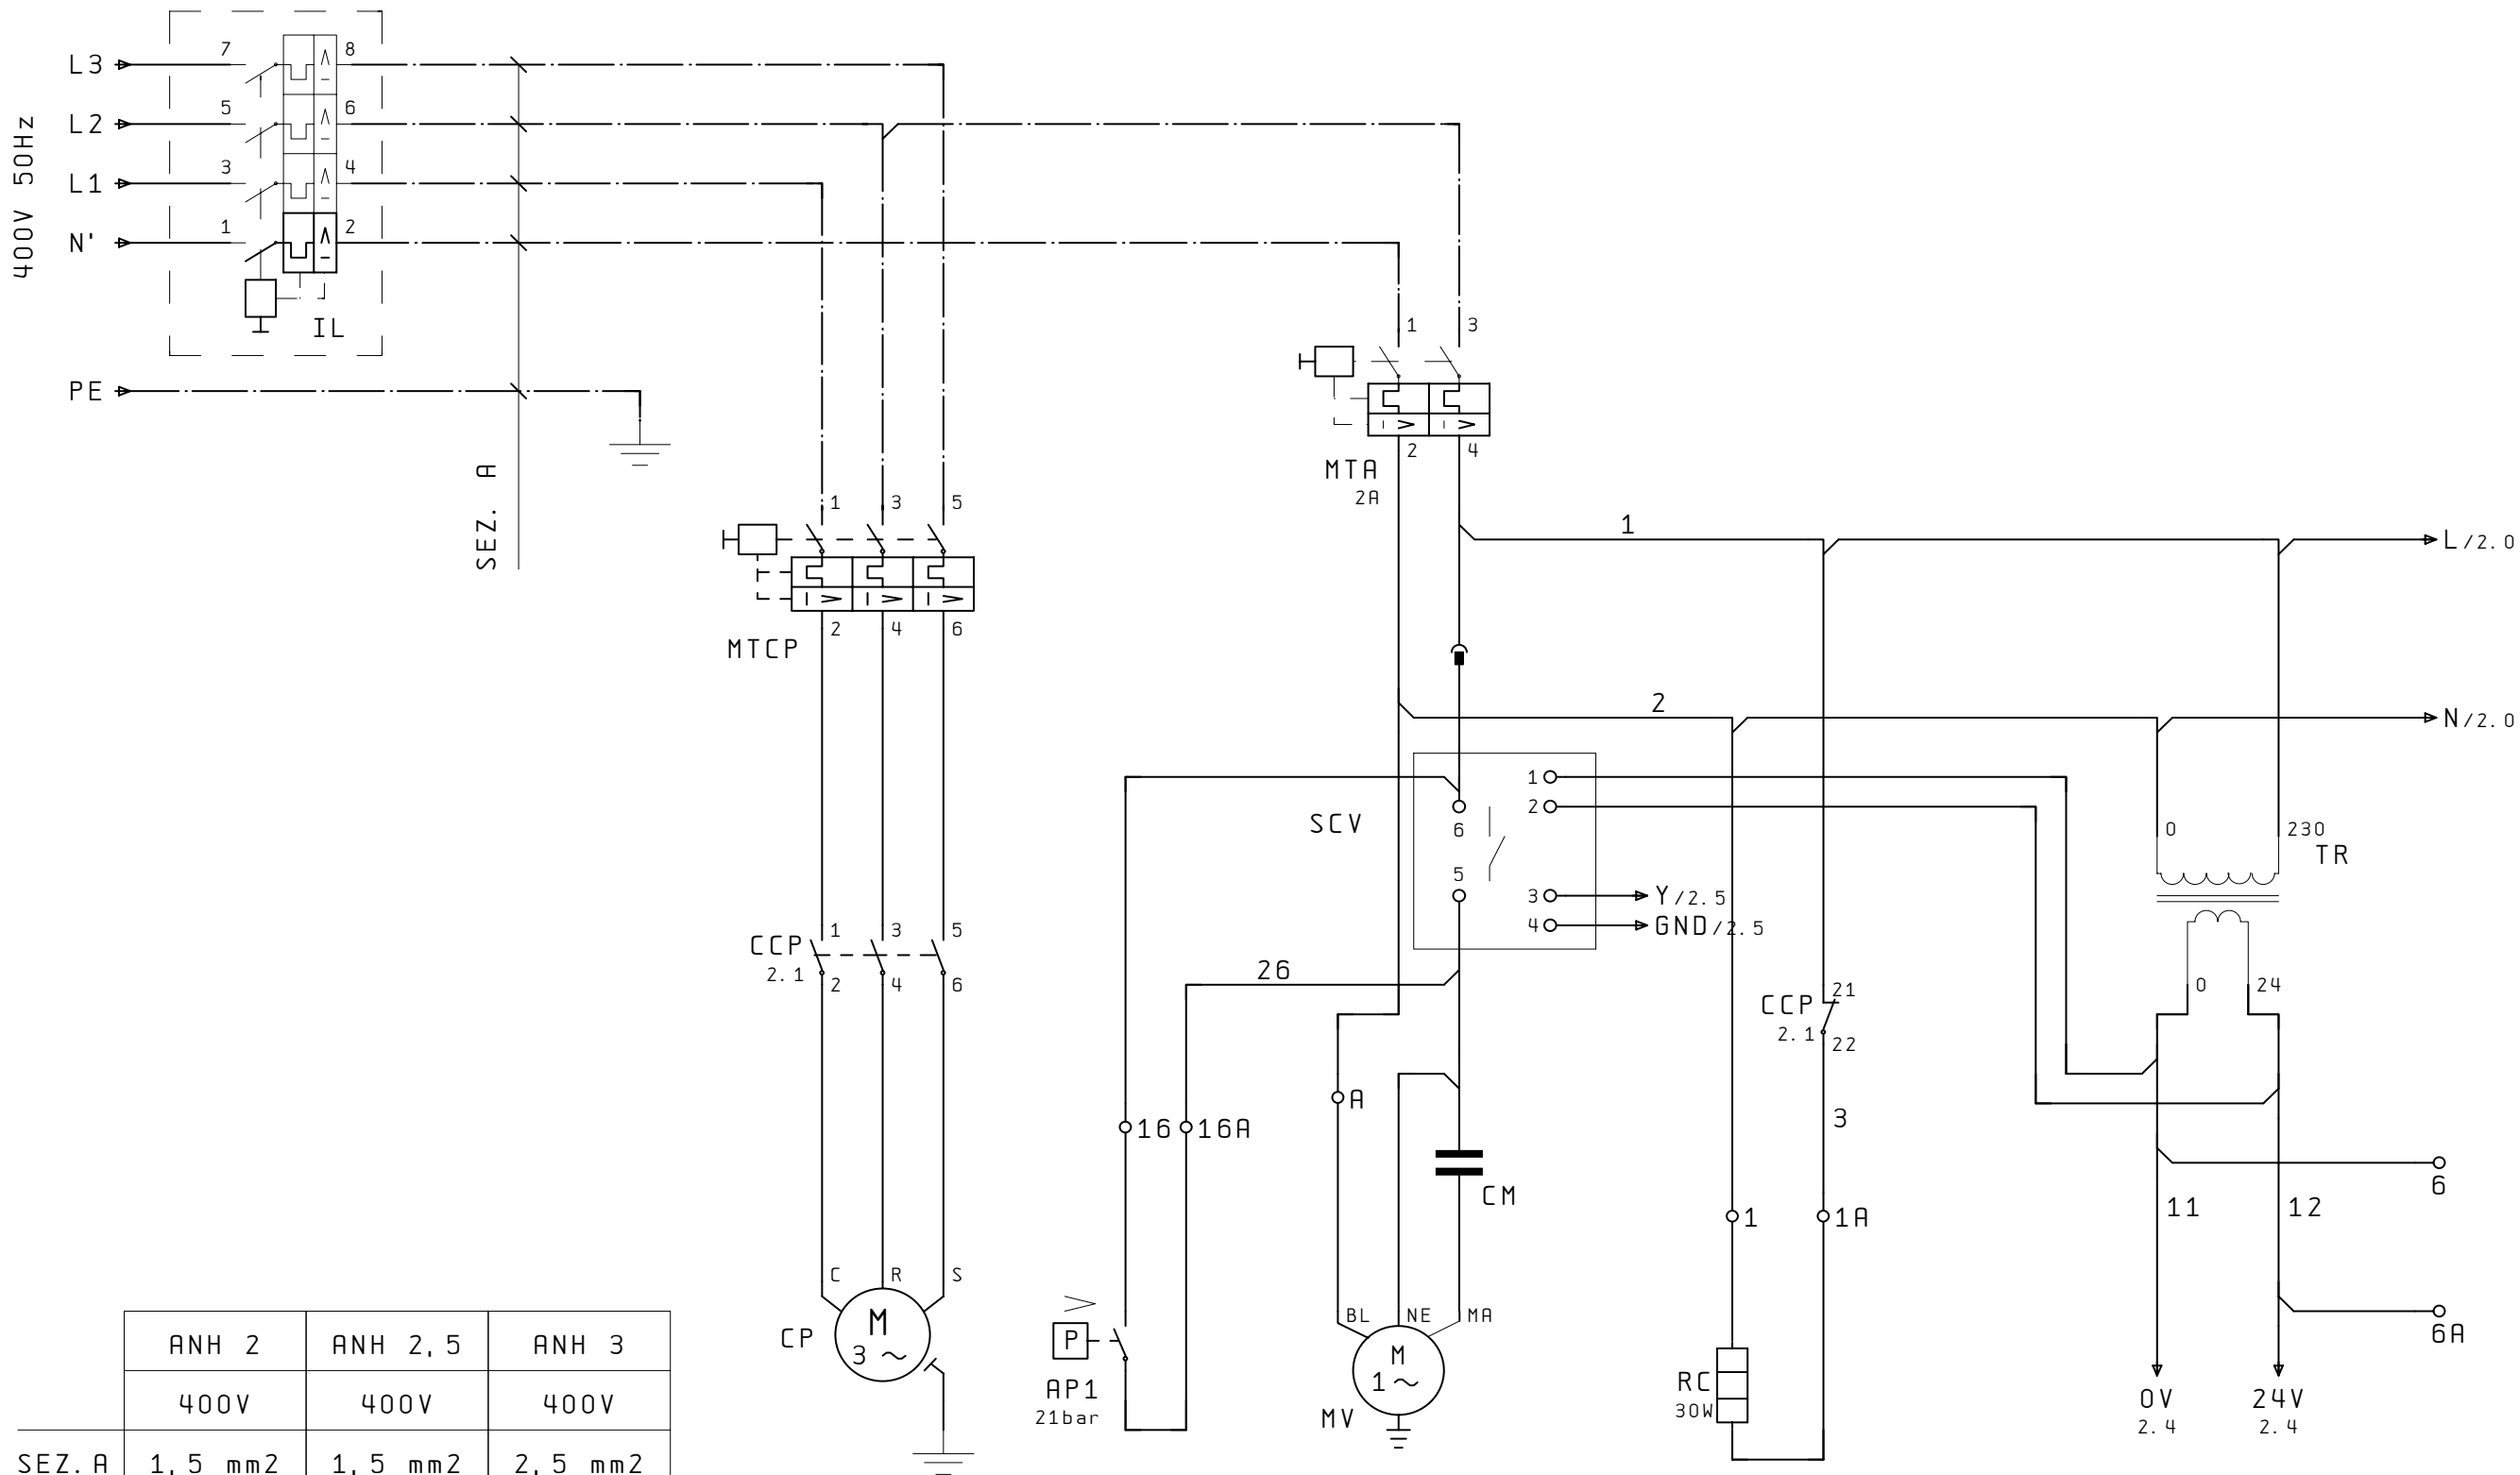 400V 50Hz
L3 7 8
L2 5 6
L1 3 4
N' 1 2
IL
PE
SEZ. A
1 3
MTA 2 4
2A
1 3 5
MTCP 2 4 6
1
L/2.0
2
N/2.0
SCV
6
5
1
2
3 Y/2.5
4 GND/2.5
0 230
TR
0 24
CCP 1 3 5
2.1 2 4 6
26
CCP 21
2.1 22
A
16 16A
3
CM
1 1A
6
11 12
6A
C R S
CP
M
3 ~
>
P
AP1
21bar
BL NE MA
M
1 ~
MV
RC
30W
0V 24V
2.4 2.4
ANH 2 ANH 2,5 ANH 3
400V 400V 400V
SEZ.A 1,5 mm2 1,5 mm2 2,5 mm2